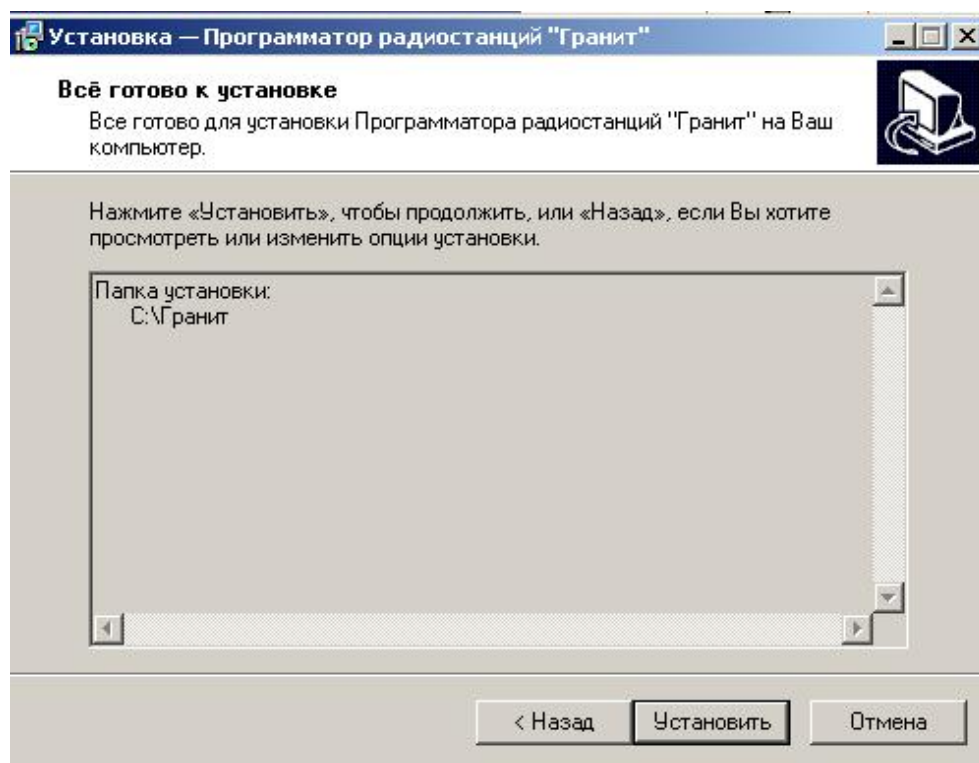 Установка — Программатор радиостанций "Гранит"
Всё готово к установке
Все готово для установки Программатора радиостанций "Гранит" на Ваш
компьютер.
Нажмите «Установить», чтобы продолжить, или «Назад», если Вы хотите
просмотреть или изменить опции установки.
Папка установки:
C:\Гранит
< Назад
Установить
Отмена